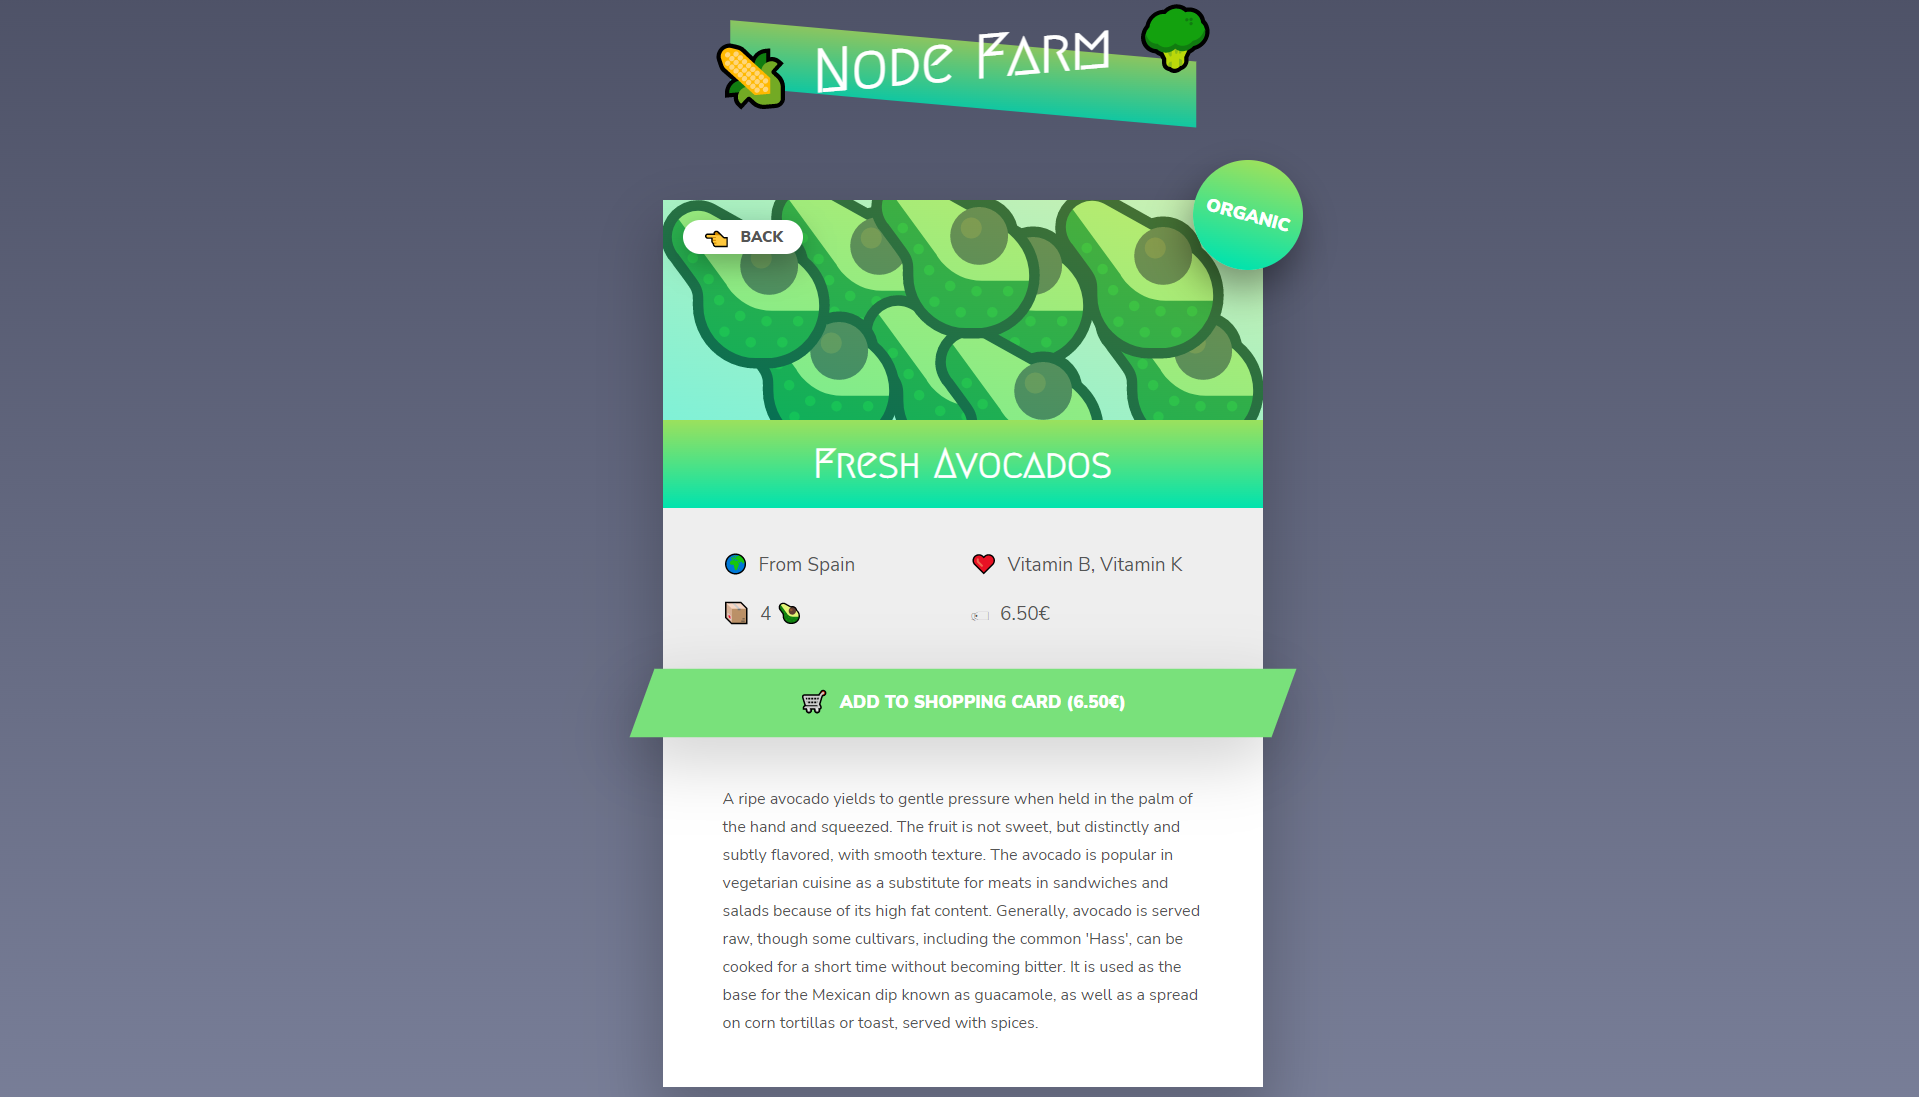 Node Farm
ORGANIC
BACK
Fresh Avocados
From Spain
Vitamin B, Vitamin K
4
6.50€
ADD TO SHOPPING CARD (6.50€)
A ripe avocado yields to gentle pressure when held in the palm of
the hand and squeezed. The fruit is not sweet, but distinctly and
subtly flavored, with smooth texture. The avocado is popular in
vegetarian cuisine as a substitute for meats in sandwiches and
salads because of its high fat content. Generally, avocado is served
raw, though some cultivars, including the common 'Hass', can be
cooked for a short time without becoming bitter. It is used as the
base for the Mexican dip known as guacamole, as well as a spread
on corn tortillas or toast, served with spices.